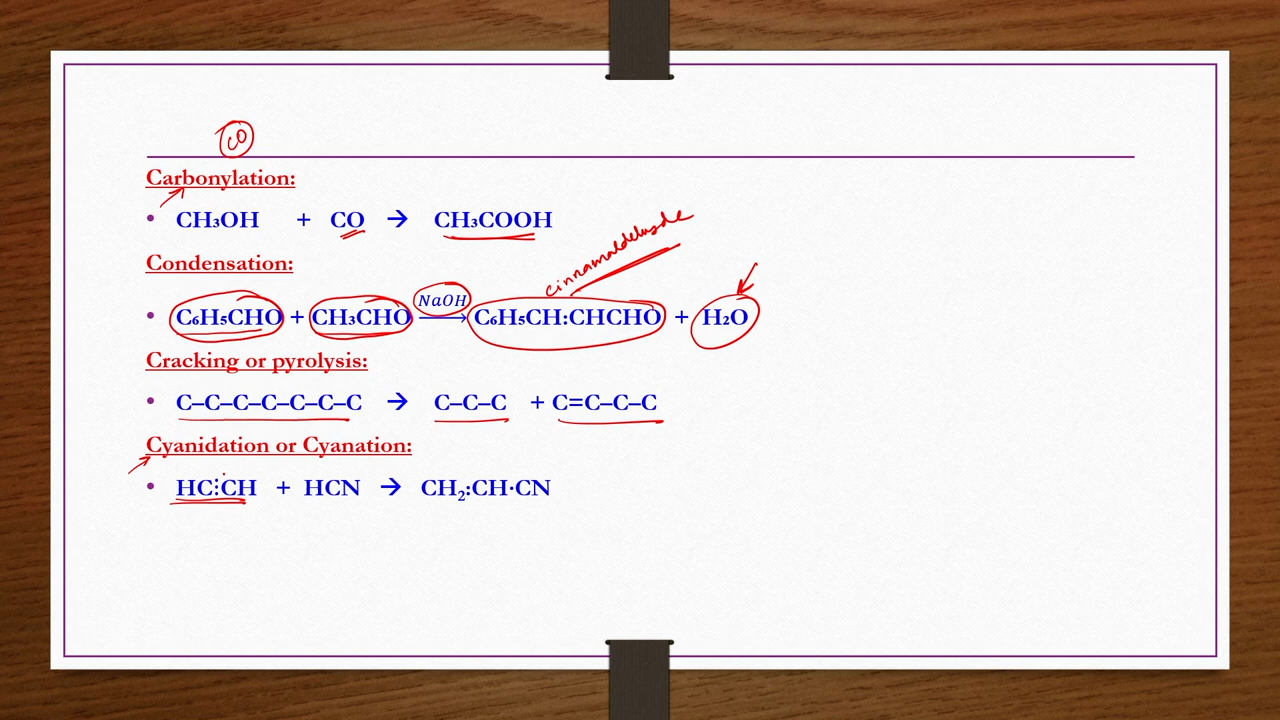 CO
Carbonylation:
• CH₃OH + CO → CH₃COOH
cinnamaldehyde
Condensation:
• C₆H₅CHO + CH₃CHO NaOH⟶ C₆H₅CH:CHCHO + H₂O
Cracking or pyrolysis:
• C–C–C–C–C–C–C → C–C–C + C=C–C–C
Cyanidation or Cyanation:
• HC⋮CH + HCN → CH₂:CH·CN